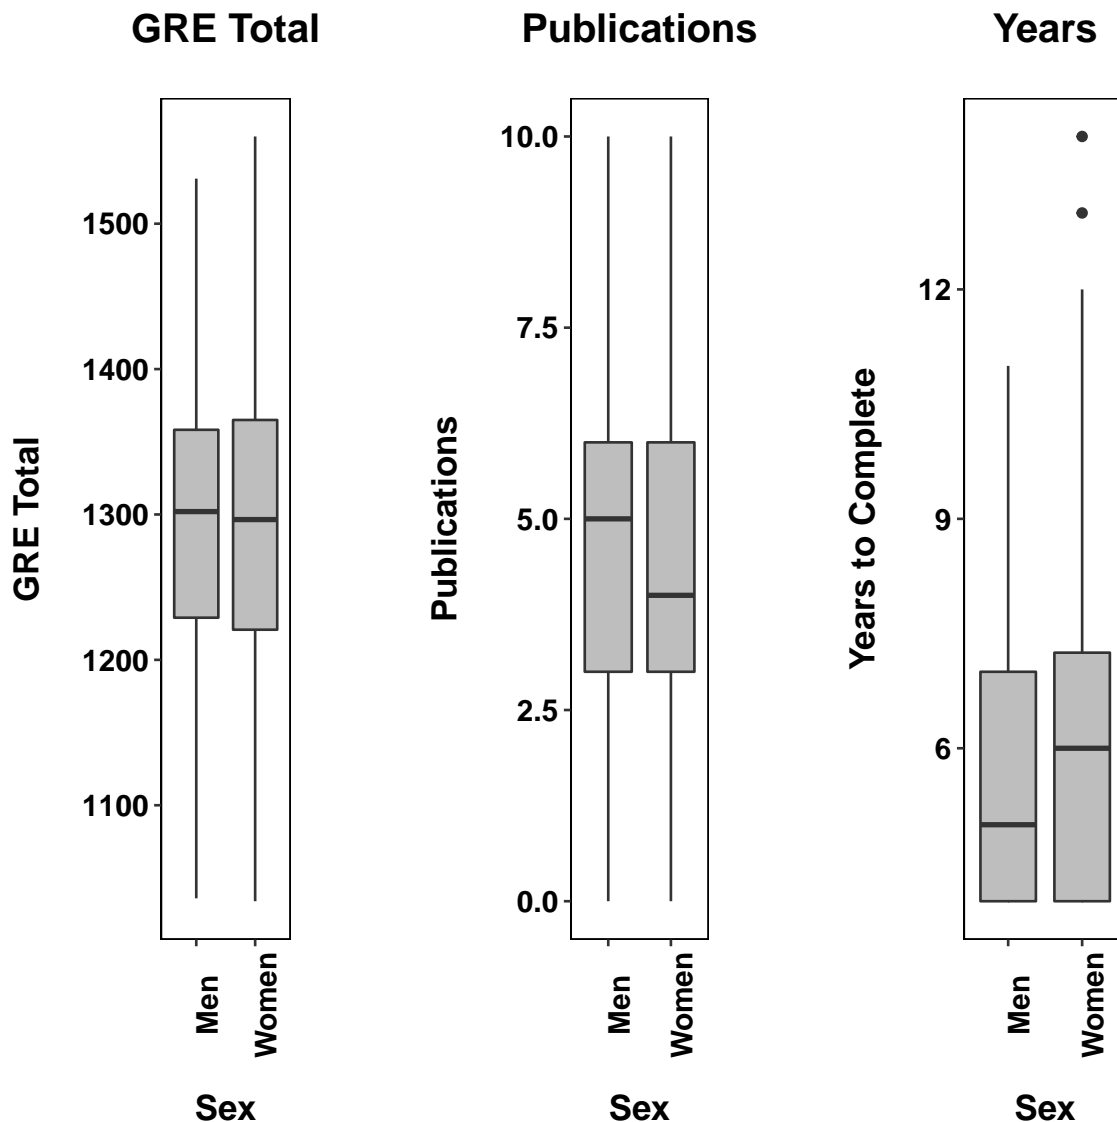 GRE Total
GRE Total
1500
1400
1300
1200
1100
Men
Women
Sex
Publications
Publications
10.0
7.5
5.0
2.5
0.0
Men
Women
Sex
Years
Years to Complete
12
9
6
Men
Women
Sex